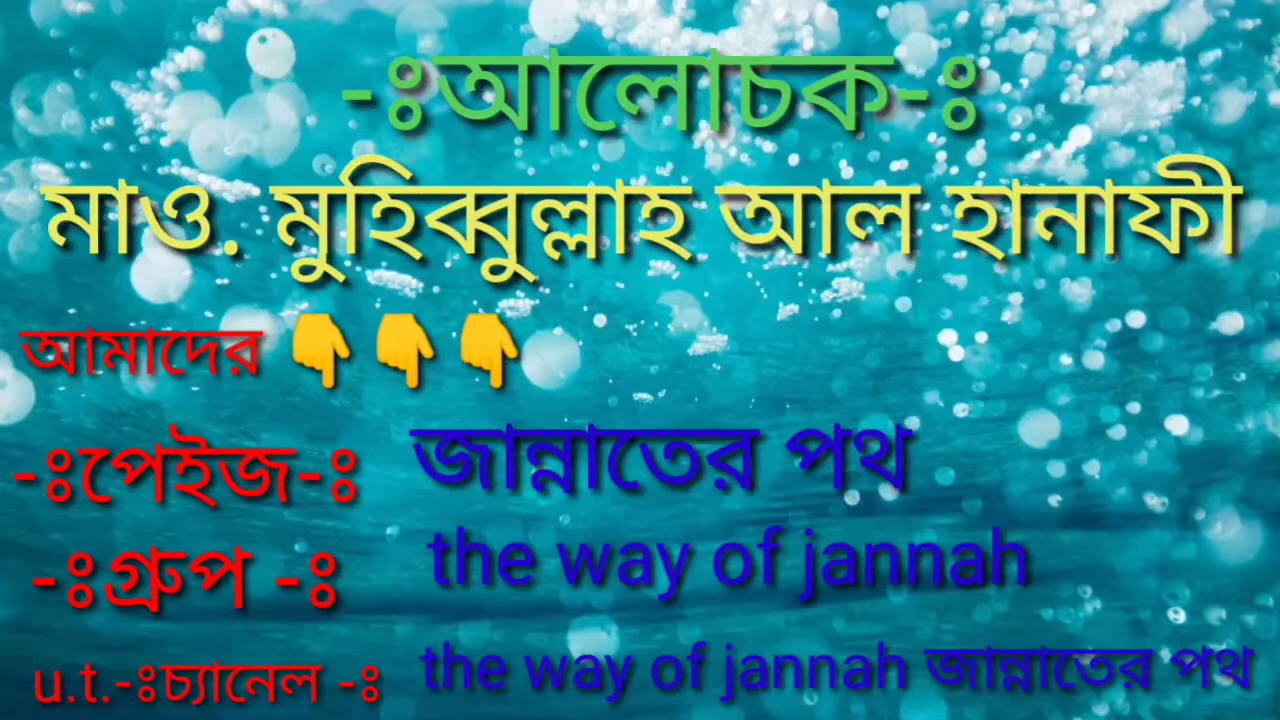 -ঃআলোচক-ঃ
মাও. মুহিব্বুল্লাহ আল হানাফী
আমাদের 👇👇👇
-ঃপেইজ-ঃ জান্নাতের পথ
-ঃগ্রুপ -ঃ the way of jannah
u.t.-ঃচ্যানেল -ঃ the way of jannah জান্নাতের পথ